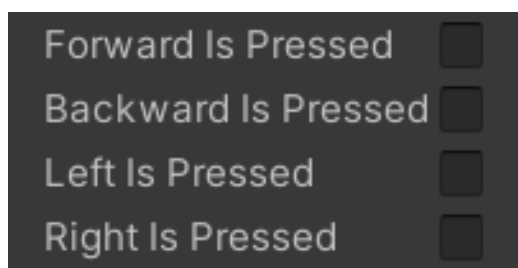 Forward Is Pressed
Backward Is Pressed
Left Is Pressed
Right Is Pressed